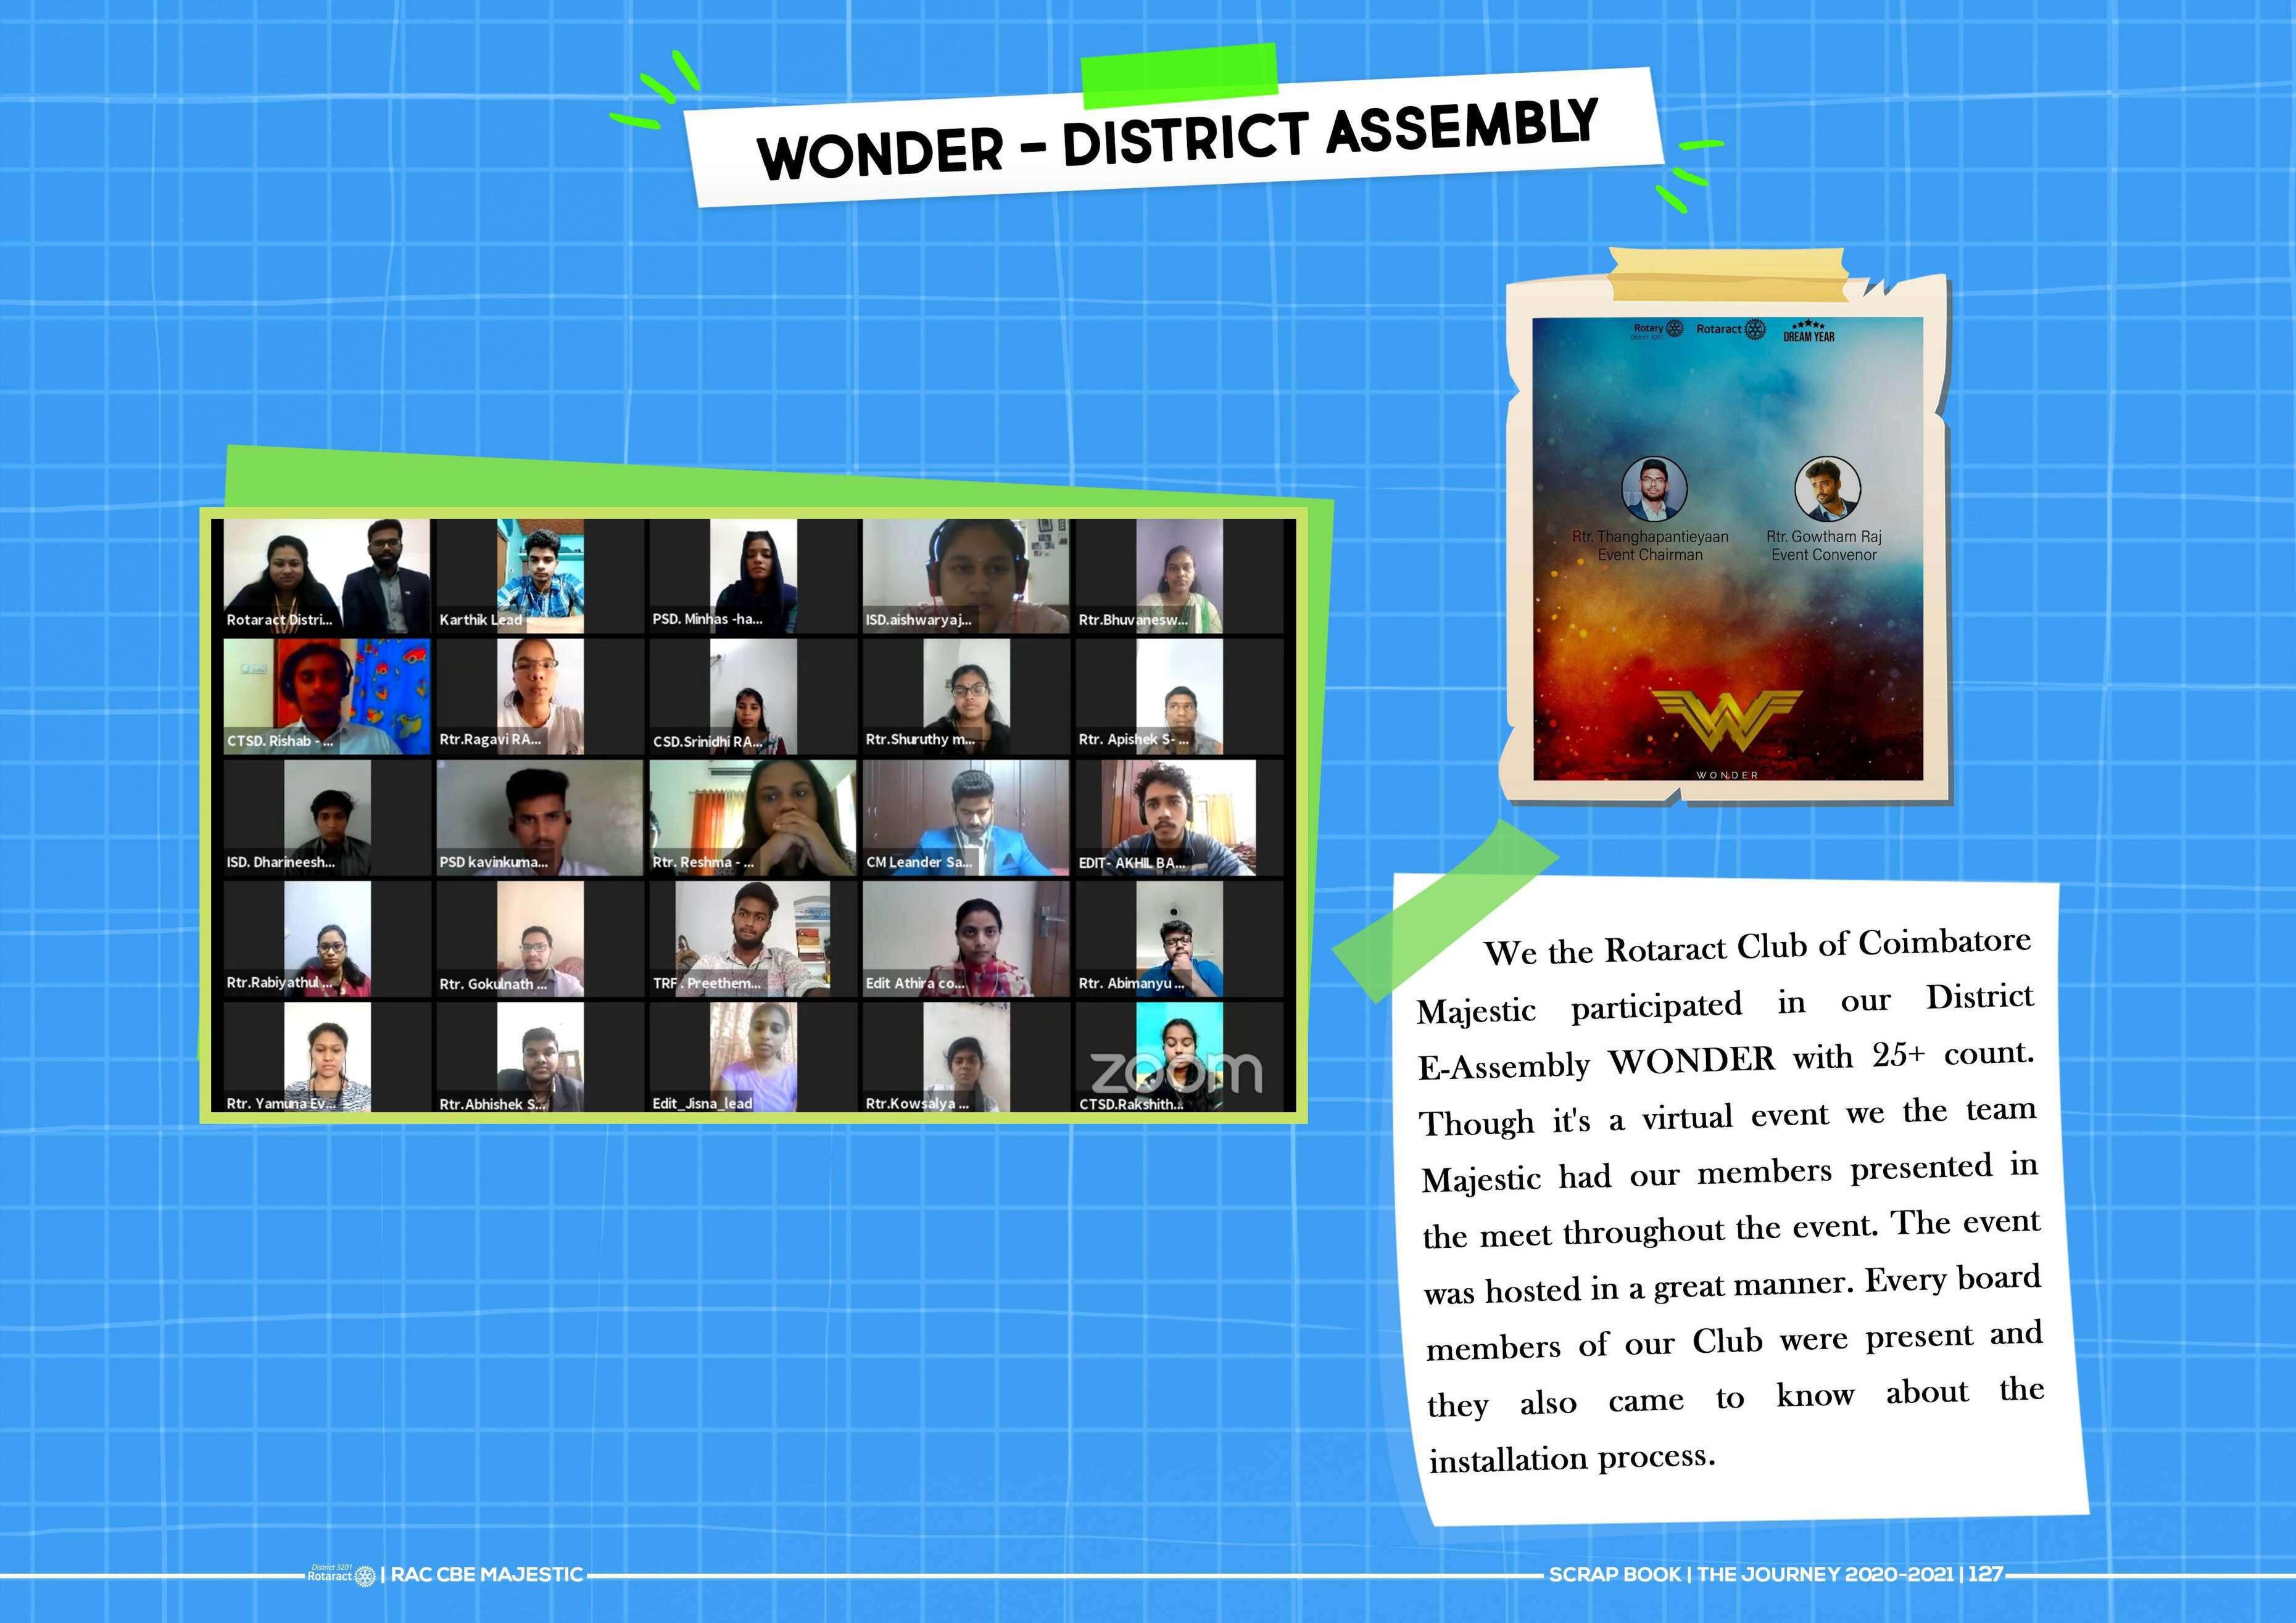 WONDER - DISTRICT ASSEMBLY
Rotary
District 3201
Rotaract
DREAM YEAR
Rtr. Thanghapantieyaan
Event Chairman
Rtr. Gowtham Raj
Event Convenor
W
WONDER
Rotaract Distri...
Karthik Lead
PSD. Minhas -ha...
ISD.aishwaryaj...
Rtr.Bhuvanesw...
CTSD. Rishab - ...
Rtr.Ragavi RA...
CSD.Srinidhi RA...
Rtr.Shuruthy m...
Rtr. Apishek S- ...
ISD. Dharineesh...
PSD kavinkuma...
Rtr. Reshma - ...
CM Leander Sa...
EDIT- AKHIL BA...
Rtr.Rabiyathul ...
Rtr. Gokulnath ...
TRF . Preethem...
Edit Athira co...
Rtr. Abimanyu ...
Rtr. Yamuna Ev...
Rtr.Abhishek S...
Edit_Jisna_lead
Rtr.Kowsalya ...
CTSD.Rakshith...
zoom
We the Rotaract Club of Coimbatore
Majestic participated in our District
E-Assembly WONDER with 25+ count.
Though it's a virtual event we the team
Majestic had our members presented in
the meet throughout the event. The event
was hosted in a great manner. Every board
members of our Club were present and
they also came to know about the
installation process.
District 3201
Rotaract | RAC CBE MAJESTIC
SCRAP BOOK | THE JOURNEY 2020-2021 | 127